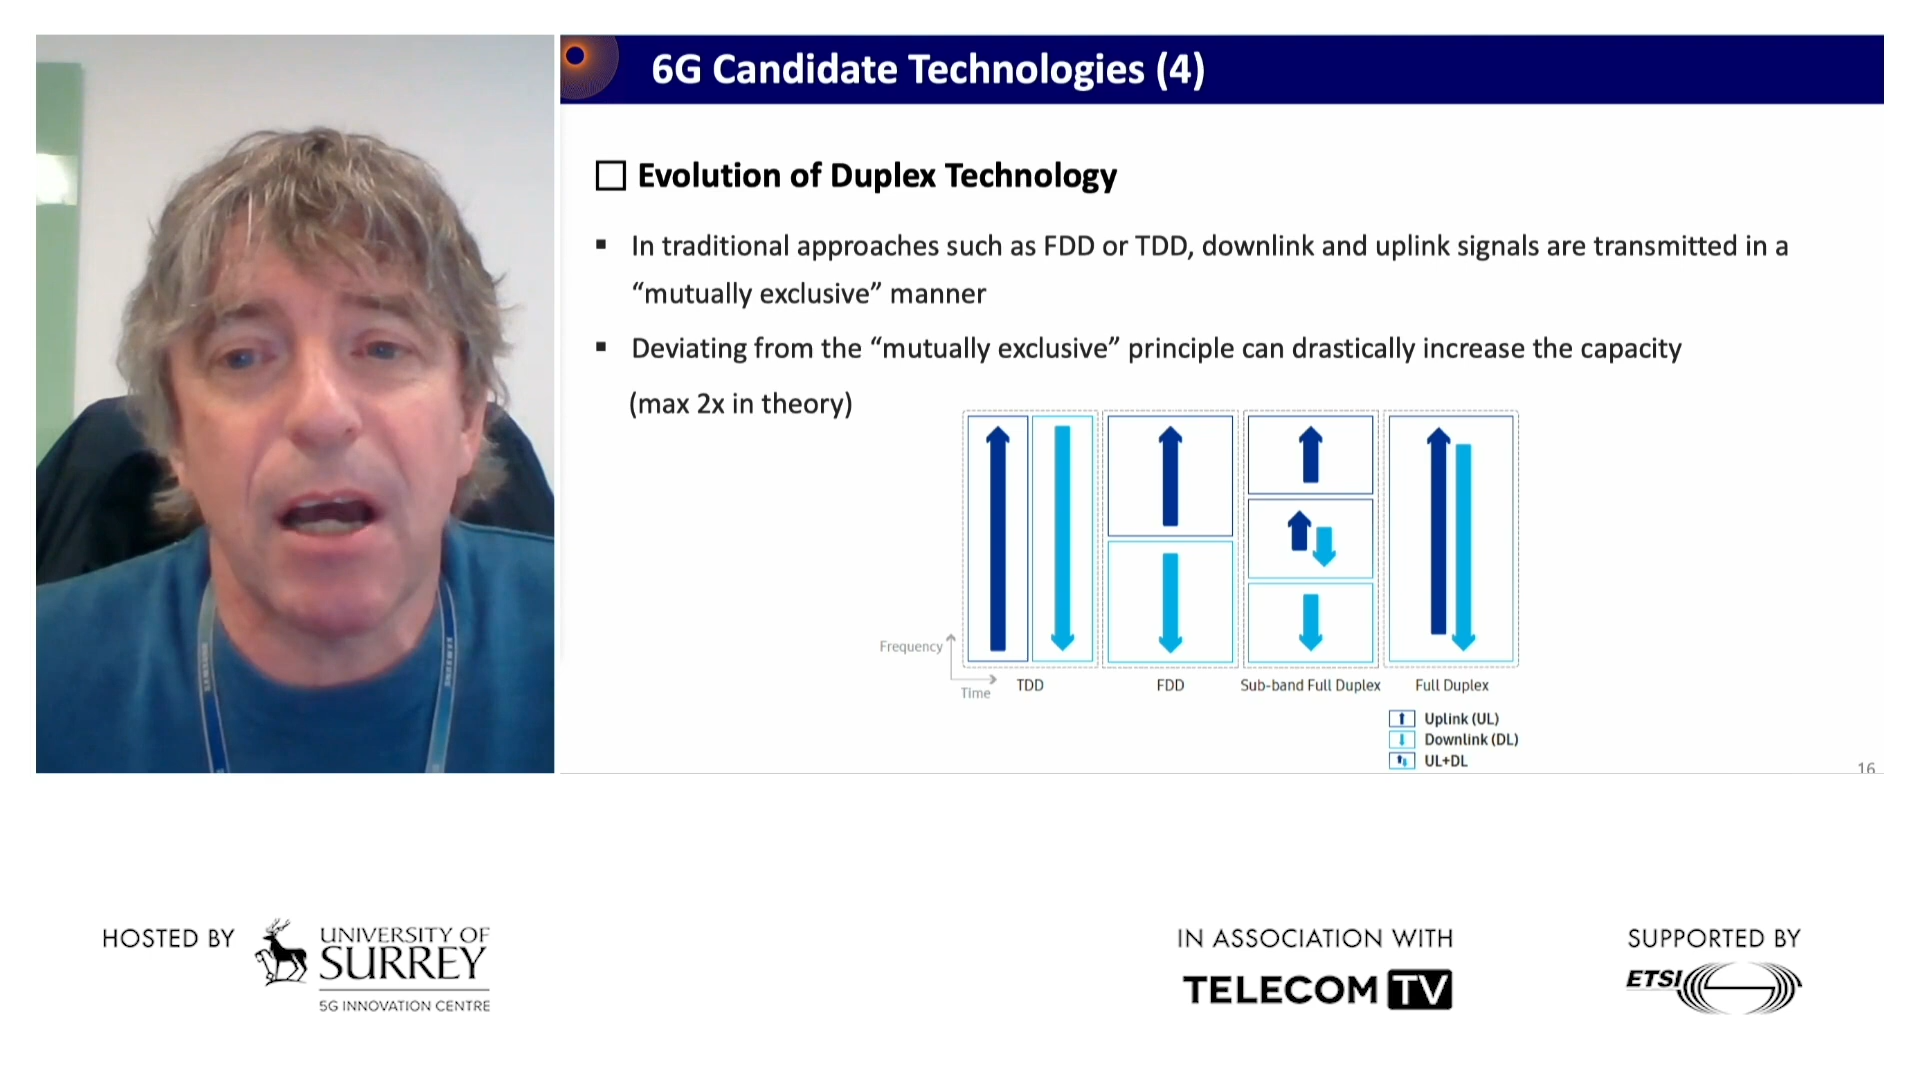 6G Candidate Technologies (4)
Evolution of Duplex Technology
In traditional approaches such as FDD or TDD, downlink and uplink signals are transmitted in a
“mutually exclusive” manner
Deviating from the “mutually exclusive” principle can drastically increase the capacity
(max 2x in theory)
Frequency
Time
TDD
FDD
Sub-band Full Duplex
Full Duplex
Uplink (UL)
Downlink (DL)
UL+DL
16
HOSTED BY
UNIVERSITY OF
SURREY
5G INNOVATION CENTRE
IN ASSOCIATION WITH
TELECOM TV
SUPPORTED BY
ETSI